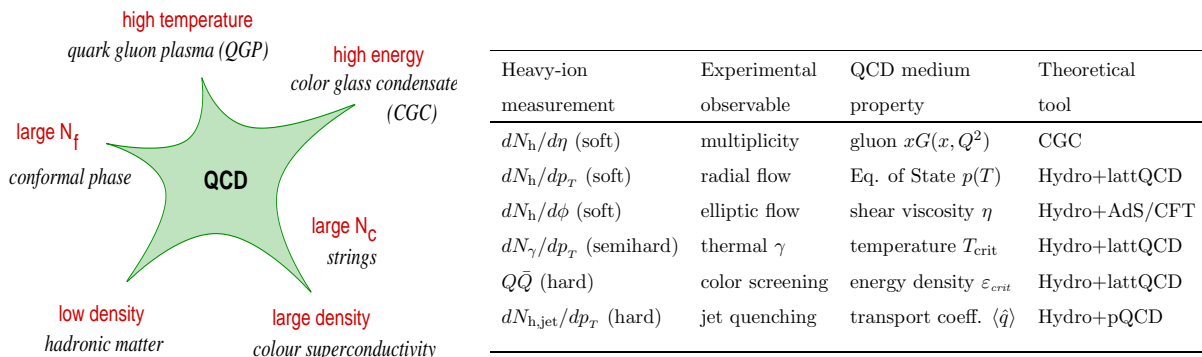 high temperature
quark gluon plasma (QGP)
high energy
color glass condensate
(CGC)
large N_f
conformal phase
QCD
large N_c
strings
low density
hadronic matter
large density
colour superconductivity
Heavy-ion Experimental QCD medium Theoretical
measurement observable property tool
dN_h/dη (soft) multiplicity gluon xG(x, Q²) CGC
dN_h/dp_T (soft) radial flow Eq. of State p(T) Hydro+lattQCD
dN_h/dϕ (soft) elliptic flow shear viscosity η Hydro+AdS/CFT
dN_γ/dp_T (semihard) thermal γ temperature T_crit Hydro+lattQCD
QQ̄ (hard) color screening energy density ε_crit Hydro+lattQCD
dN_h,jet/dp_T (hard) jet quenching transport coeff. ⟨q̂⟩ Hydro+pQCD